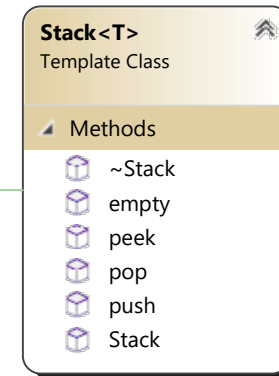 Stack<T>
Template Class
Methods
~Stack
empty
peek
pop
push
Stack